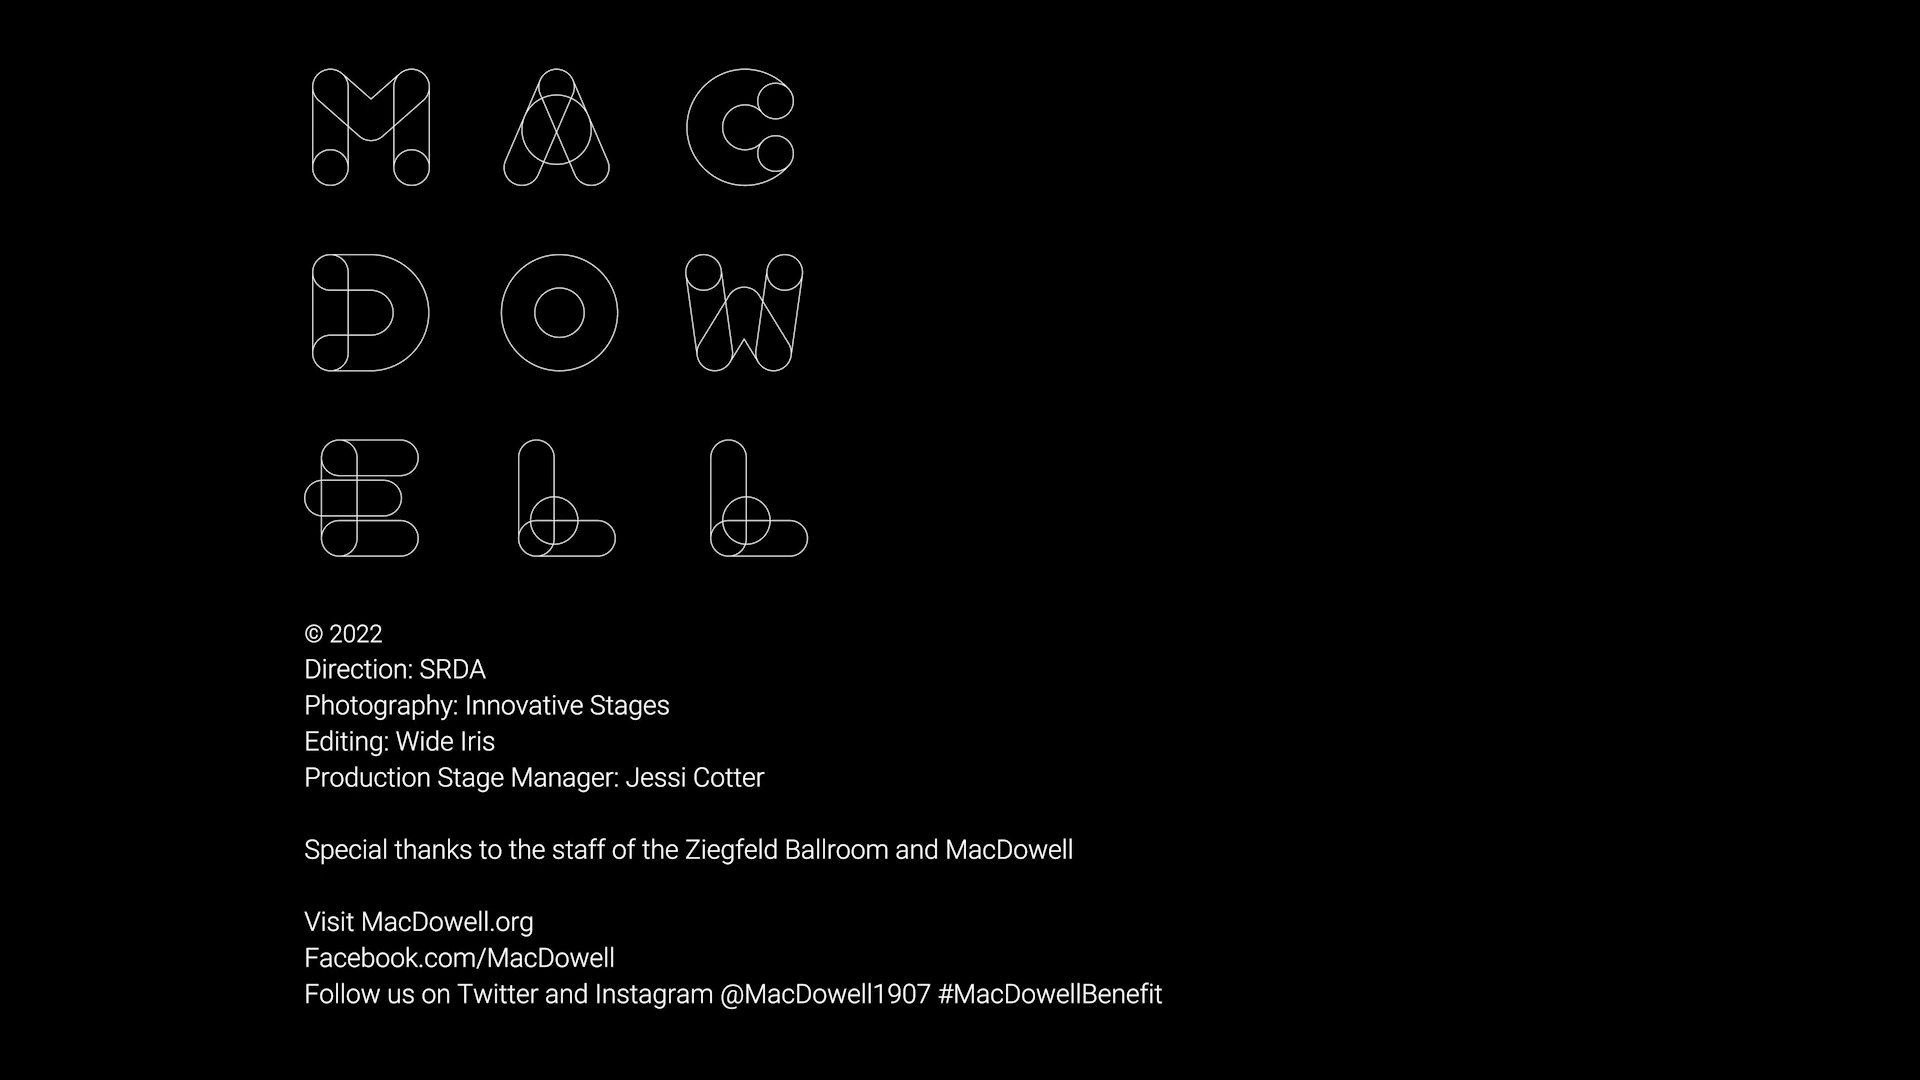 MAC
DOW
ELL
© 2022
Direction: SRDA
Photography: Innovative Stages
Editing: Wide Iris
Production Stage Manager: Jessi Cotter
Special thanks to the staff of the Ziegfeld Ballroom and MacDowell
Visit MacDowell.org
Facebook.com/MacDowell
Follow us on Twitter and Instagram @MacDowell1907 #MacDowellBenefit